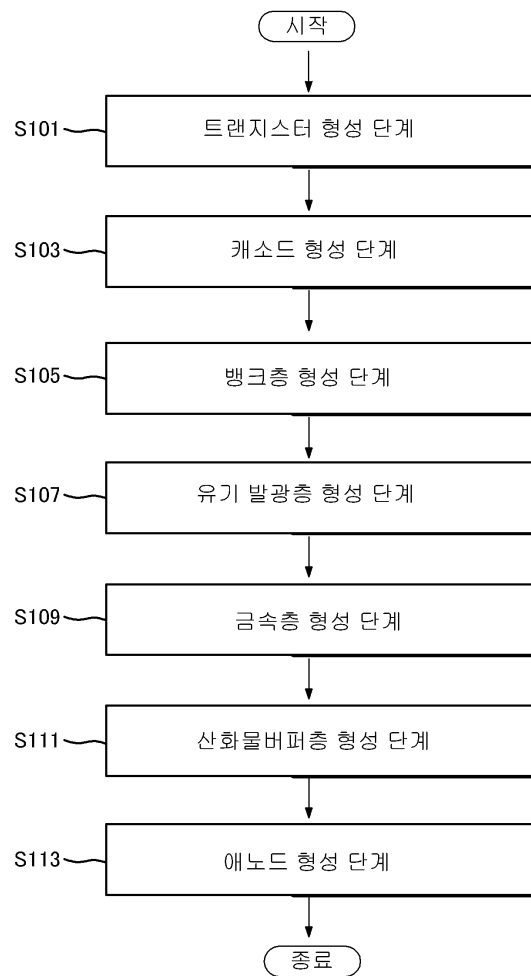 시작
S101 트랜지스터 형성 단계
S103 캐소드 형성 단계
S105 뱅크층 형성 단계
S107 유기 발광층 형성 단계
S109 금속층 형성 단계
S111 산화물버퍼층 형성 단계
S113 애노드 형성 단계
종료